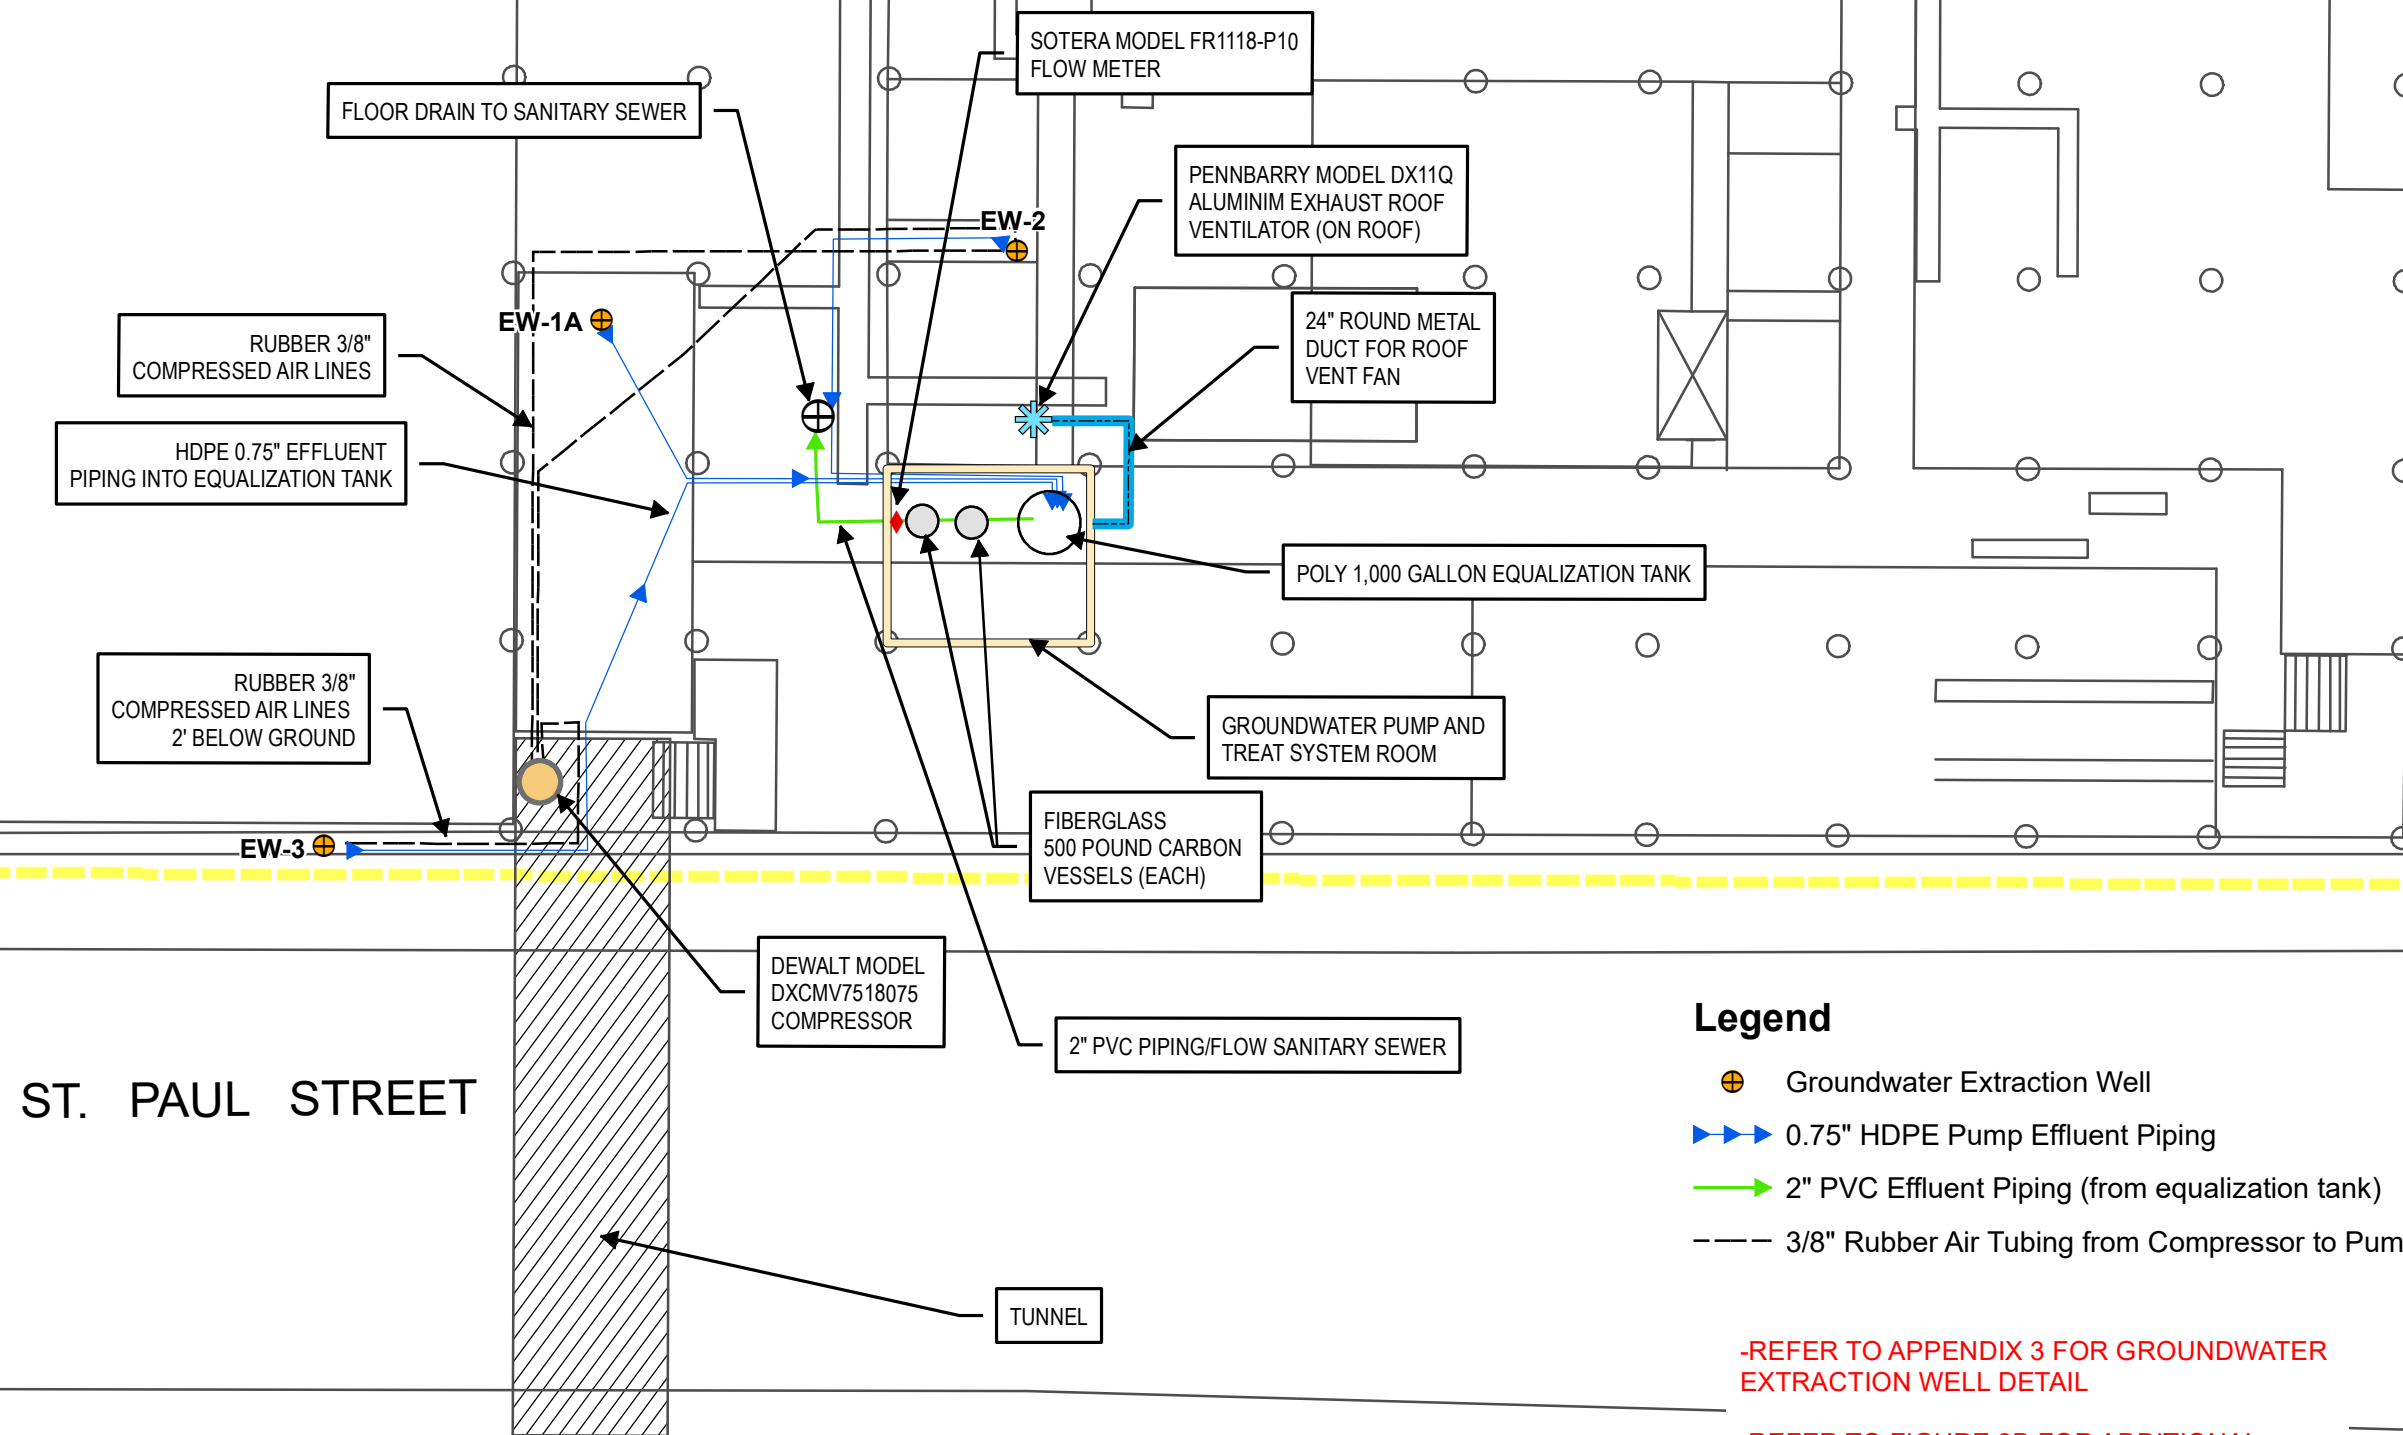 SOTERA MODEL FR1118-P10
FLOW METER
FLOOR DRAIN TO SANITARY SEWER
PENNBARRY MODEL DX11Q
ALUMINIM EXHAUST ROOF
VENTILATOR (ON ROOF)
EW-2
24" ROUND METAL
DUCT FOR ROOF
VENT FAN
EW-1A
RUBBER 3/8"
COMPRESSED AIR LINES
HDPE 0.75" EFFLUENT
PIPING INTO EQUALIZATION TANK
POLY 1,000 GALLON EQUALIZATION TANK
RUBBER 3/8"
COMPRESSED AIR LINES
2' BELOW GROUND
GROUNDWATER PUMP AND
TREAT SYSTEM ROOM
EW-3
FIBERGLASS
500 POUND CARBON
VESSELS (EACH)
DEWALT MODEL
DXCMV7518075
COMPRESSOR
2" PVC PIPING/FLOW SANITARY SEWER
ST. PAUL STREET
TUNNEL
Legend
Groundwater Extraction Well
0.75" HDPE Pump Effluent Piping
2" PVC Effluent Piping (from equalization tank)
3/8" Rubber Air Tubing from Compressor to Pum
-REFER TO APPENDIX 3 FOR GROUNDWATER
EXTRACTION WELL DETAIL